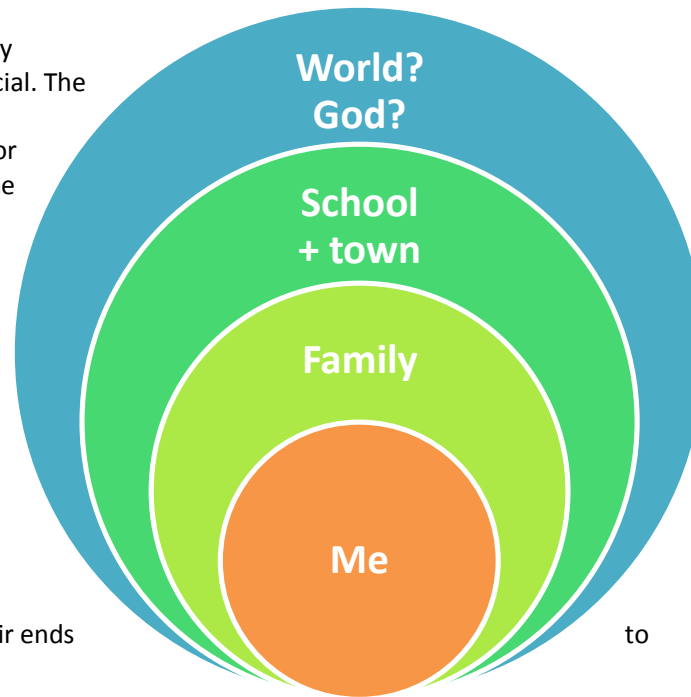 y
cial. The
or
e
World?
God?
School
+ town
Family
Me
ir ends
to